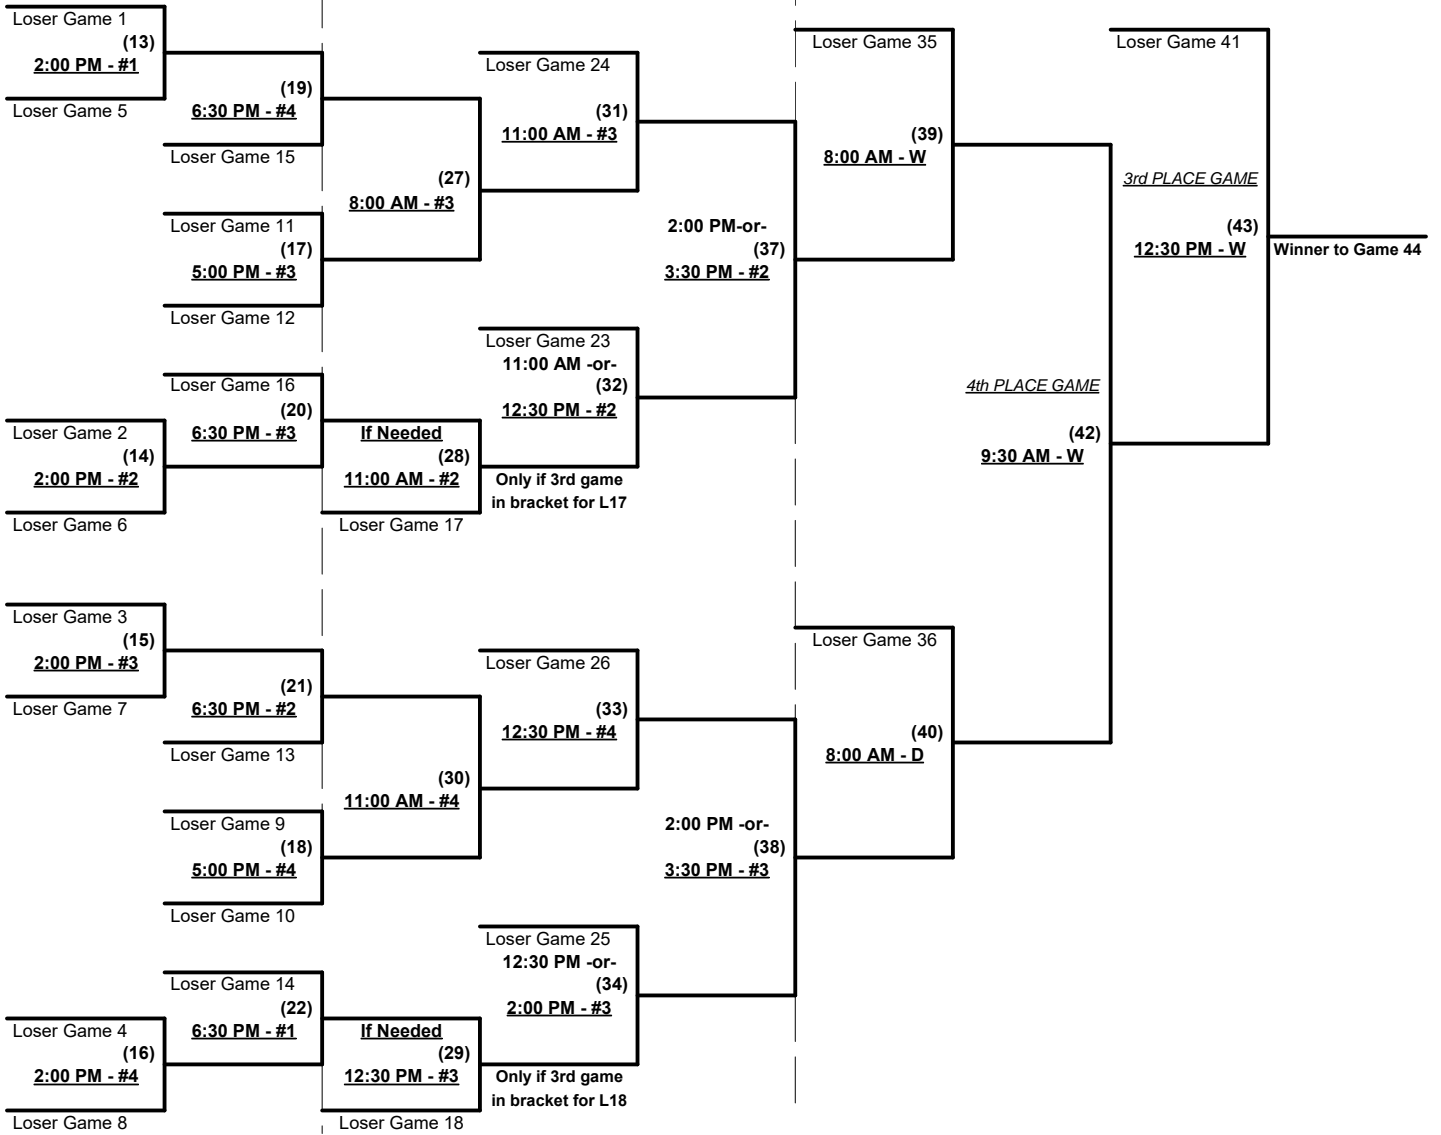 Loser Game 1
(13)
2:00 PM - #1
Loser Game 5
(19)
6:30 PM - #4
Loser Game 15
Loser Game 11
(17)
5:00 PM - #3
Loser Game 12
(27)
8:00 AM - #3
Loser Game 24
(31)
11:00 AM - #3
Loser Game 16
(20)
6:30 PM - #3
Loser Game 2
(14)
2:00 PM - #2
Loser Game 6
If Needed
(28)
11:00 AM - #2
Loser Game 17
Loser Game 23
11:00 AM -or-
(32)
12:30 PM - #2
Only if 3rd game
in bracket for L17
2:00 PM-or-
(37)
3:30 PM - #2
Loser Game 35
(39)
8:00 AM - W
Loser Game 41
3rd PLACE GAME
(43)
12:30 PM - W
Winner to Game 44
4th PLACE GAME
(42)
9:30 AM - W
Loser Game 3
(15)
2:00 PM - #3
Loser Game 7
(21)
6:30 PM - #2
Loser Game 13
Loser Game 9
(18)
5:00 PM - #4
Loser Game 10
(30)
11:00 AM - #4
Loser Game 26
(33)
12:30 PM - #4
Loser Game 14
(22)
6:30 PM - #1
Loser Game 4
(16)
2:00 PM - #4
Loser Game 8
If Needed
(29)
12:30 PM - #3
Loser Game 18
Loser Game 25
12:30 PM -or-
(34)
2:00 PM - #3
Only if 3rd game
in bracket for L18
2:00 PM -or-
(38)
3:30 PM - #3
Loser Game 36
(40)
8:00 AM - D